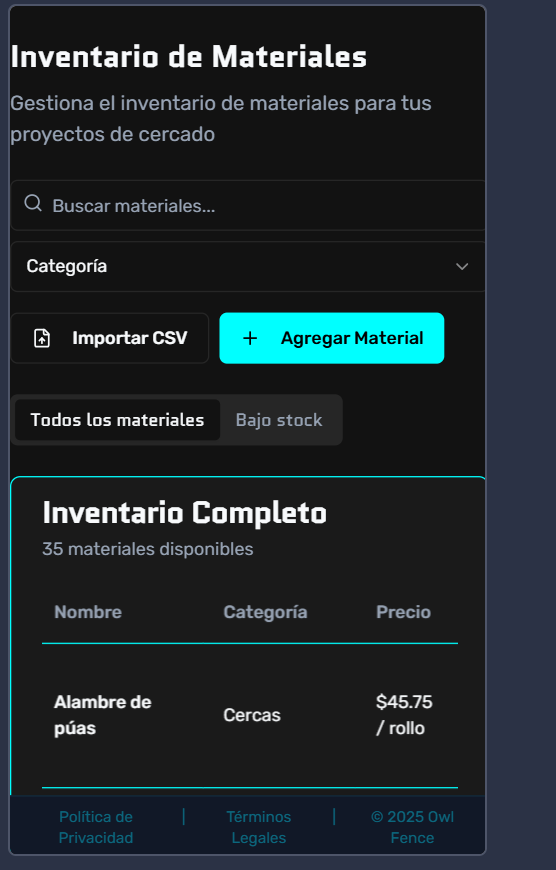 Inventario de Materiales
Gestiona el inventario de materiales para tus
proyectos de cercado
Buscar materiales...
Categoría
Importar CSV
Agregar Material
Todos los materiales
Bajo stock
Inventario Completo
35 materiales disponibles
Nombre Categoría Precio
Alambre de
púas
Cercas
$45.75
/ rollo
Política de
Privacidad
|
Términos
Legales
|
© 2025 Owl
Fence